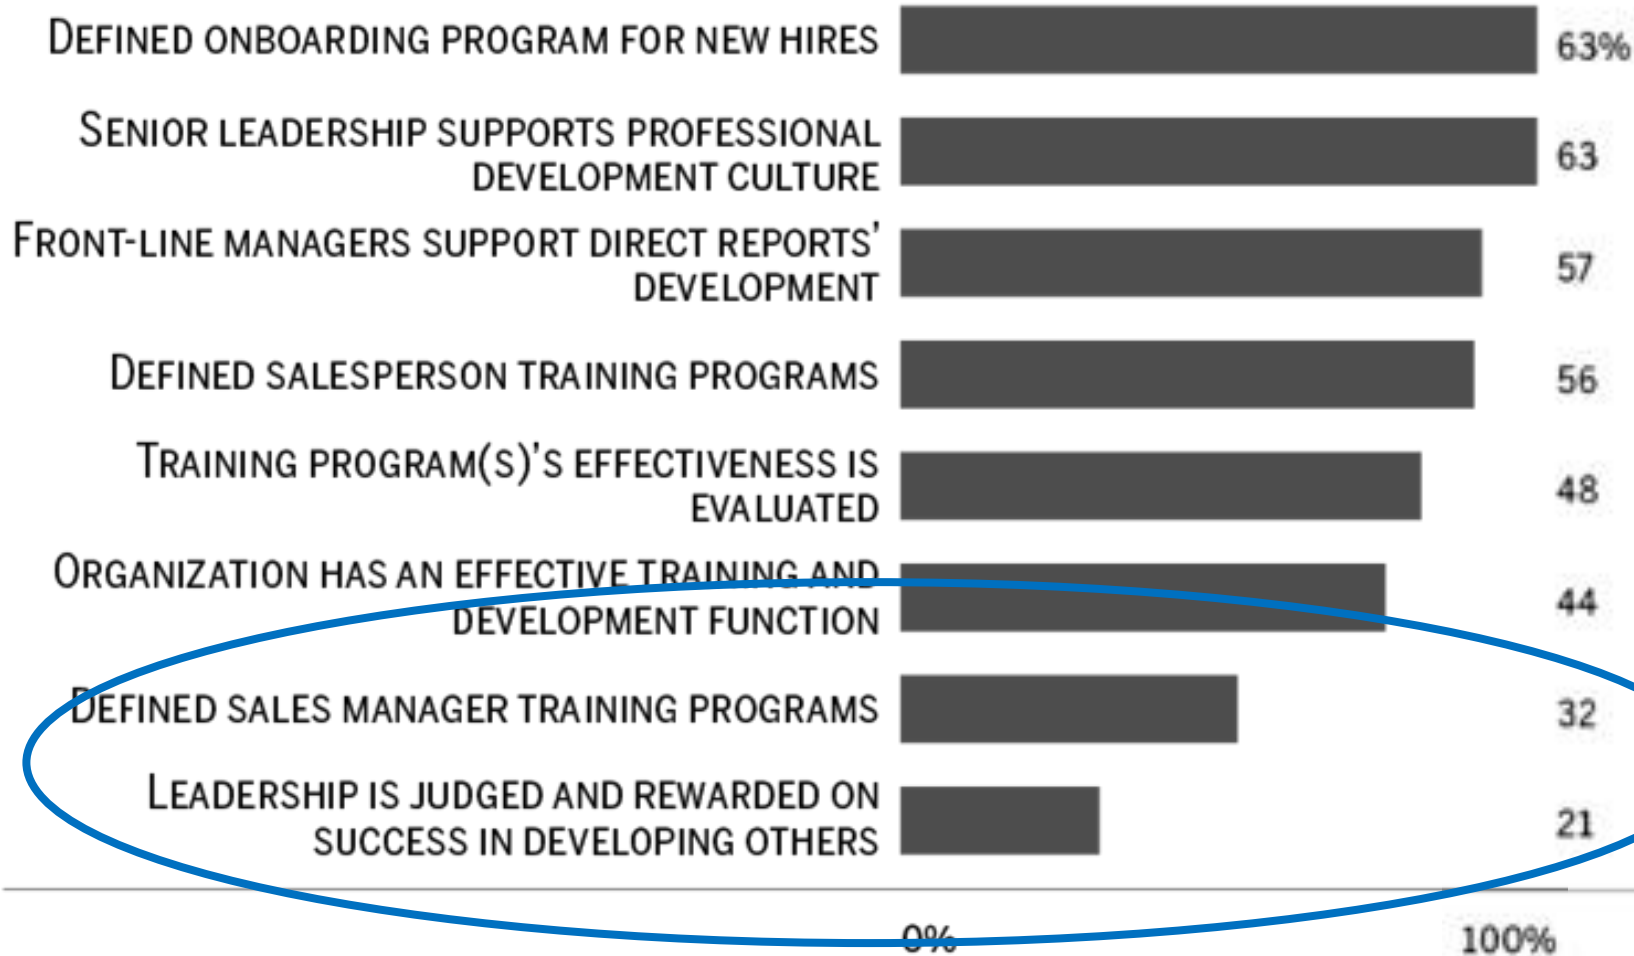 DEFINED ONBOARDING PROGRAM FOR NEW HIRES 63%
SENIOR LEADERSHIP SUPPORTS PROFESSIONAL
DEVELOPMENT CULTURE 63
FRONT-LINE MANAGERS SUPPORT DIRECT REPORTS'
DEVELOPMENT 57
DEFINED SALESPERSON TRAINING PROGRAMS 56
TRAINING PROGRAM(S)'S EFFECTIVENESS IS
EVALUATED 48
ORGANIZATION HAS AN EFFECTIVE TRAINING AND
DEVELOPMENT FUNCTION 44
DEFINED SALES MANAGER TRAINING PROGRAMS 32
LEADERSHIP IS JUDGED AND REWARDED ON
SUCCESS IN DEVELOPING OTHERS 21
0% 100%